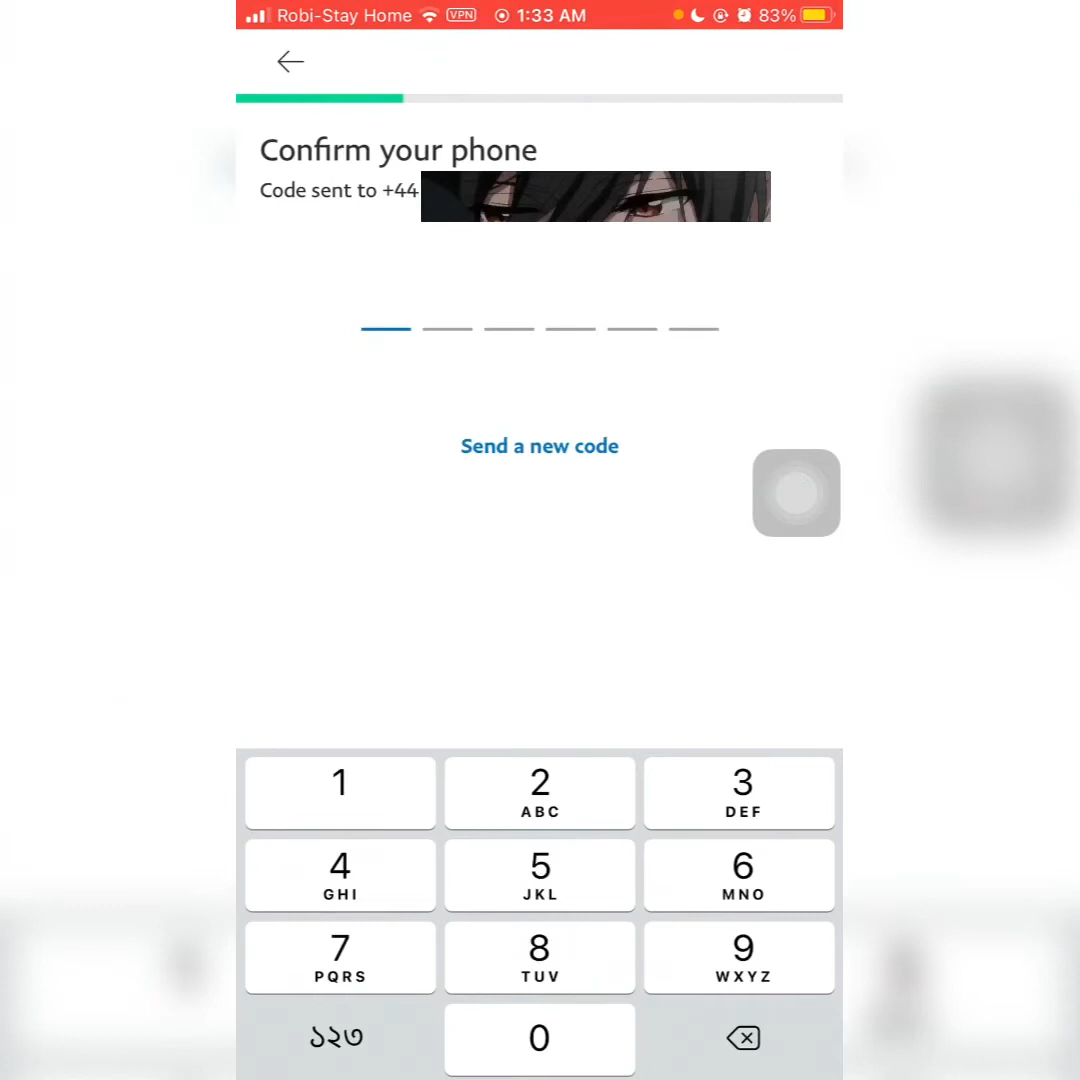 Robi-Stay Home VPN 1:33 AM 83%
Confirm your phone
Code sent to +44
Send a new code
1 2 3
ABC DEF
4 5 6
GHI JKL MNO
7 8 9
PQRS TUV WXYZ
১২৩ 0